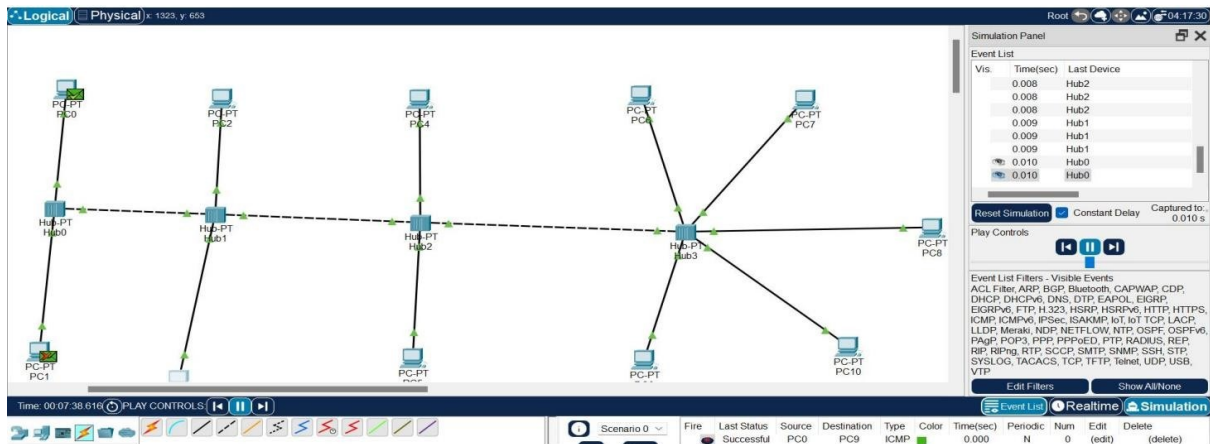 Logical Physical x: 1323, y: 653 Root 04:17:30
Simulation Panel
Event List
Vis. Time(sec) Last Device
0.008 Hub2
0.008 Hub2
0.008 Hub2
0.009 Hub1
0.009 Hub1
0.009 Hub1
0.010 Hub0
0.010 Hub0
Reset Simulation Constant Delay Captured to:
0.010 s
Play Controls
Event List Filters - Visible Events
ACL Filter, ARP, BGP, Bluetooth, CAPWAP, CDP,
DHCP, DHCPv6, DNS, DTP, EAPOL, EIGRP,
EIGRPv6, FTP, H.323, HSRP, HSRPv6, HTTP, HTTPS,
ICMP, ICMPv6, IPSec, ISAKMP, IoT, IoT TCP, LACP,
LLDP, Meraki, NDP, NETFLOW, NTP, OSPF, OSPFv6,
PAgP, POP3, PPP, PPPoED, PTP, RADIUS, REP,
RIP, RIPng, RTP, SCCP, SMTP, SNMP, SSH, STP,
SYSLOG, TACACS, TCP, TFTP, Telnet, UDP, USB,
VTP
Edit Filters Show All/None
PC-PT
PC0
PC-PT
PC2
PC-PT
PC4
PC-PT
PC6
PC-PT
PC7
Hub-PT
Hub0
Hub-PT
Hub1
Hub-PT
Hub2
Hub-PT
Hub3
PC-PT
PC8
PC-PT
PC1
PC-PT
PC-PT
PC-PT
PC10
Time: 00:07:38.616 PLAY CONTROLS: Event List Realtime Simulation
Scenario 0 Fire Last Status Source Destination Type Color Time(sec) Periodic Num Edit Delete
Successful PC0 PC9 ICMP 0.000 N 0 (edit) (delete)